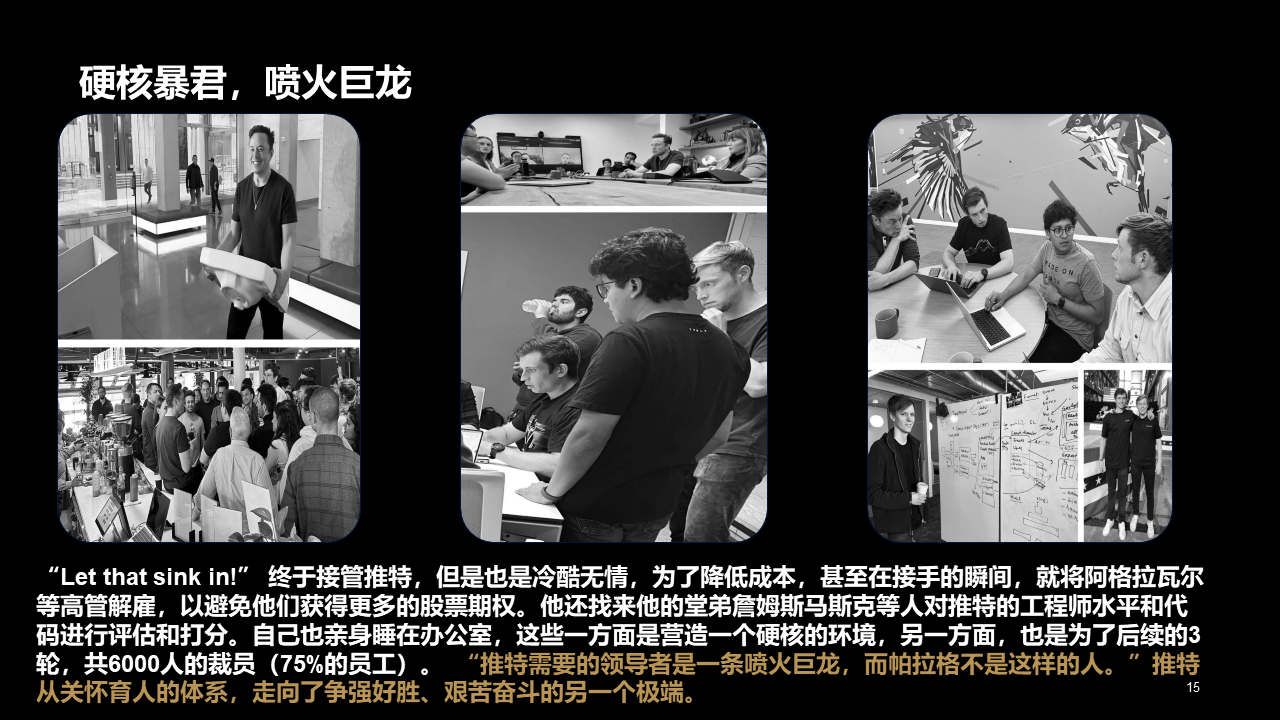 硬核暴君，喷火巨龙
MADE ON
“Let that sink in!” 终于接管推特，但是也是冷酷无情，为了降低成本，甚至在接手的瞬间，就将阿格拉瓦尔
等高管解雇，以避免他们获得更多的股票期权。他还找来他的堂弟詹姆斯马斯克等人对推特的工程师水平和代
码进行评估和打分。自己也亲身睡在办公室，这些一方面是营造一个硬核的环境，另一方面，也是为了后续的3
轮，共6000人的裁员（75%的员工）。 “推特需要的领导者是一条喷火巨龙，而帕拉格不是这样的人。”推特
从关怀育人的体系，走向了争强好胜、艰苦奋斗的另一个极端。
15